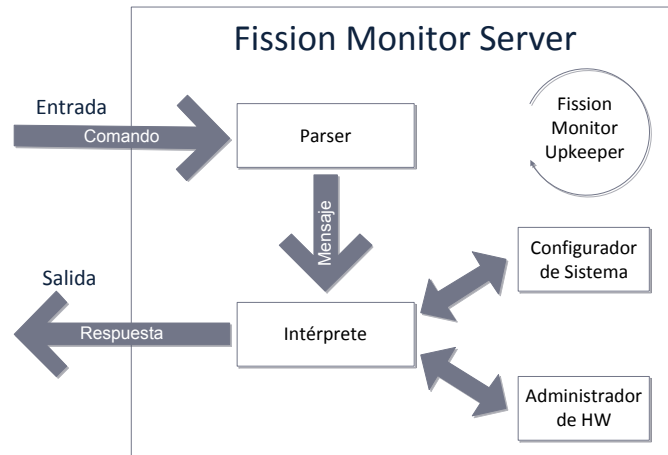 Fission Monitor Server
Entrada
Comando
Parser
Fission
Monitor
Upkeeper
Mensaje
Configurador
de Sistema
Salida
Respuesta
Intérprete
Administrador
de HW